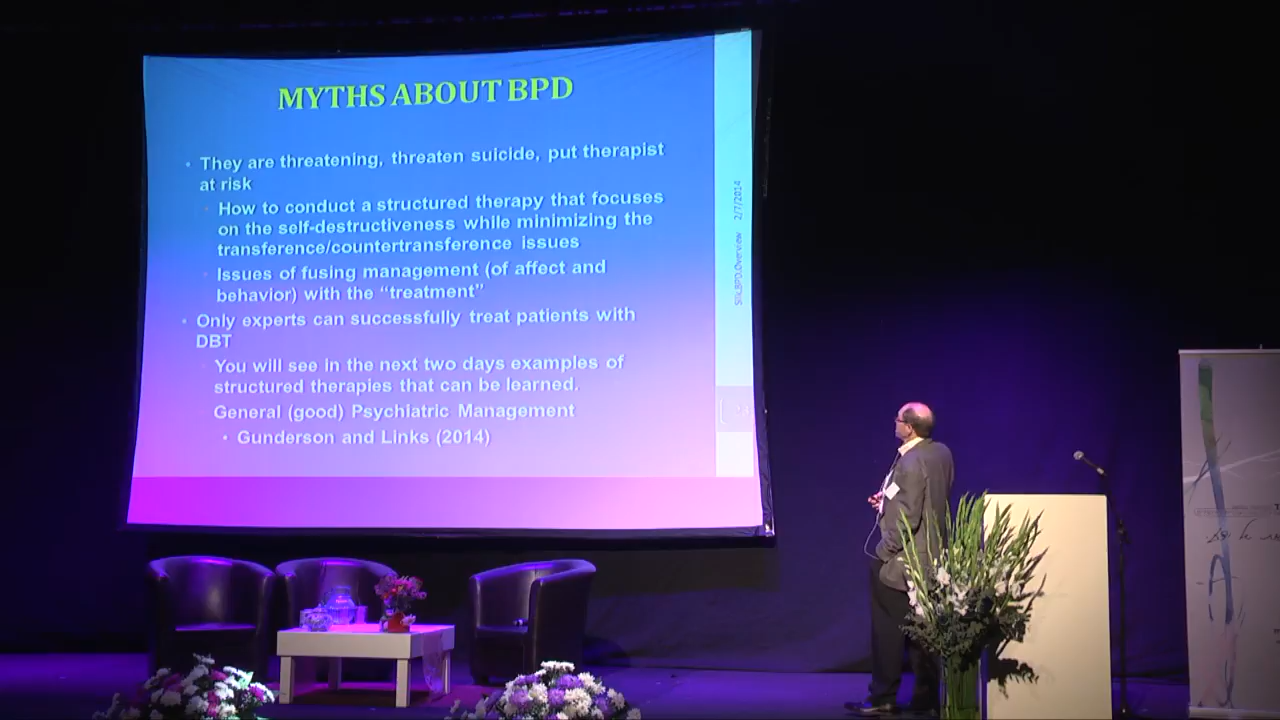 MYTHS ABOUT BPD
They are threatening, threaten suicide, put therapist
at risk
How to conduct a structured therapy that focuses
on the self-destructiveness while minimizing the
transference/countertransference issues
Issues of fusing management (of affect and
behavior) with the “treatment”
Only experts can successfully treat patients with
DBT
You will see in the next two days examples of
structured therapies that can be learned.
General (good) Psychiatric Management
Gunderson and Links (2014)
2/7/2014